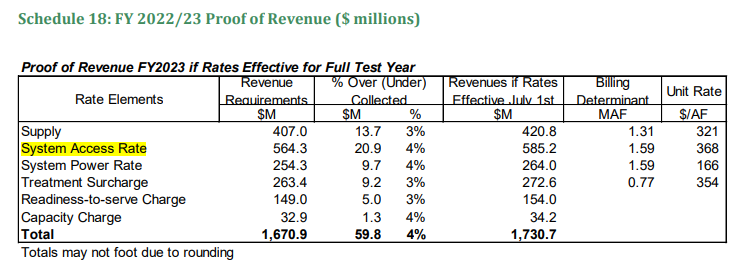 Schedule 18: FY 2022/23 Proof of Revenue ($ millions)
Proof of Revenue FY2023 if Rates Effective for Full Test Year
Rate Elements Revenue Requirements % Over (Under) Collected Revenues if Rates Effective July 1st Billing Determinant Unit Rate
$M $M % $M MAF $/AF
Supply 407.0 13.7 3% 420.8 1.31 321
System Access Rate 564.3 20.9 4% 585.2 1.59 368
System Power Rate 254.3 9.7 4% 264.0 1.59 166
Treatment Surcharge 263.4 9.2 3% 272.6 0.77 354
Readiness-to-serve Charge 149.0 5.0 3% 154.0
Capacity Charge 32.9 1.3 4% 34.2
Total 1,670.9 59.8 4% 1,730.7
Totals may not foot due to rounding